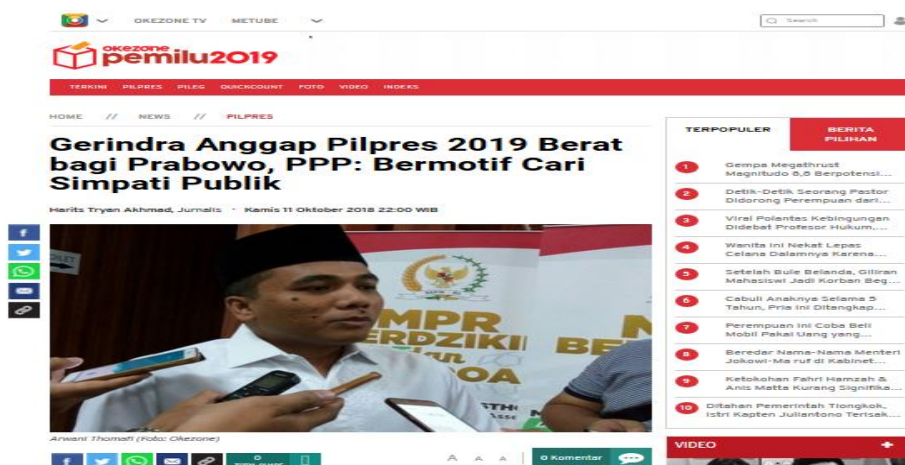 OKEZONE TV METUBE
Search
okezone
pemilu2019
TERKINI PILPRES PILEG QUICKCOUNT FOTO VIDEO INDEKS
HOME // NEWS // PILPRES
Gerindra Anggap Pilpres 2019 Berat
bagi Prabowo, PPP: Bermotif Cari
Simpati Publik
Harits Tryan Akhmad, Jurnalis · Kamis 11 Oktober 2018 22:00 WIB
MPR
BERDZIKI
BE
Arwani Thomafi (Foto: Okezone)
0
A A A
0 Komentar
TERPOPULER
BERITA
PILIHAN
1 Gempa Megathrust
Magnitudo 8,8 Berpotensi...
2 Detik-Detik Seorang Pastor
Didorong Perempuan dari...
3 Viral Polantas Kebingungan
Didebat Profesor Hukum,...
4 Wanita Ini Nekat Lepas
Celana Dalamnya Karena...
5 Setelah Bule Belanda, Giliran
Mahasiswi Jadi Korban Beg...
6 Cabuli Anaknya Selama 5
Tahun, Pria Ini Ditangkap...
7 Perempuan Ini Coba Beli
Mobil Pakai Uang yang...
8 Beredar Nama-Nama Menteri
Jokowi-Ma ruf di Kabinet...
9 Ketokohan Fahri Hamzah &
Anis Matta Kurang Signifika...
10 Ditahan Pemerintah Tiongkok,
Istri Kapten Juliantono Terisak...
VIDEO +